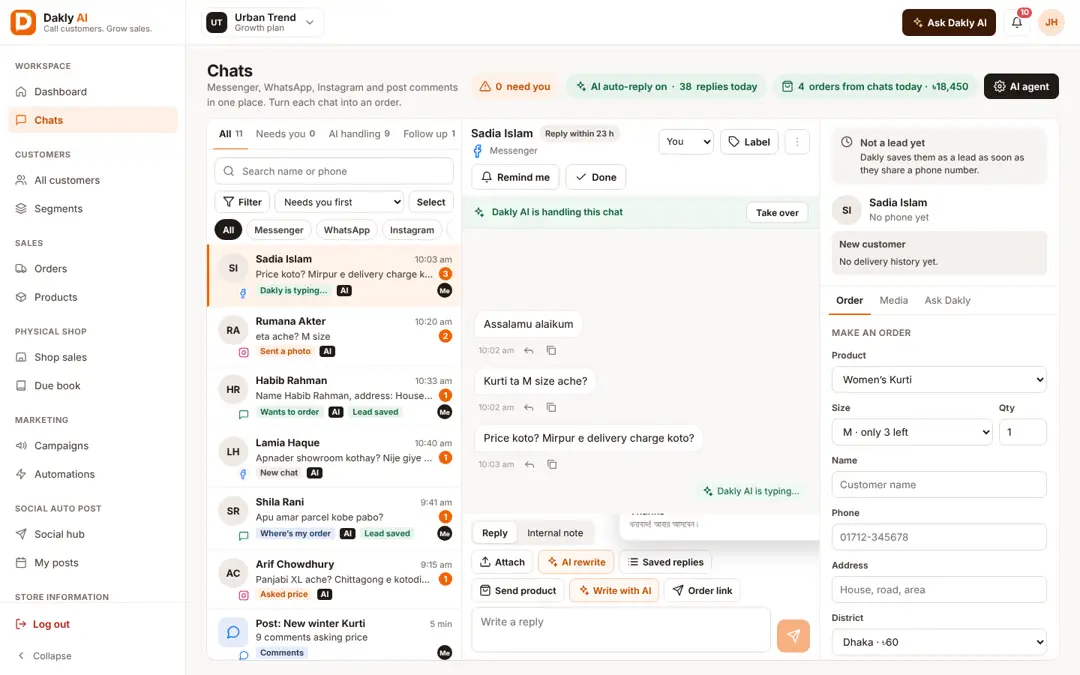 Dakly AI
Call customers. Grow sales.
WORKSPACE
Dashboard
Chats
CUSTOMERS
All customers
Segments
SALES
Orders
Products
PHYSICAL SHOP
Shop sales
Due book
MARKETING
Campaigns
Automations
SOCIAL AUTO POST
Social hub
My posts
STORE INFORMATION
Log out
Collapse
UT
Urban Trend
Growth plan
Ask Dakly AI
10
JH
Chats
Messenger, WhatsApp, Instagram and post comments
in one place. Turn each chat into an order.
0 need you
AI auto-reply on · 38 replies today
4 orders from chats today · ৳18,450
AI agent
All 11
Needs you 0
AI handling 9
Follow up 1
Search name or phone
Filter
Needs you first
Select
All
Messenger
WhatsApp
Instagram
SI
Sadia Islam
10:03 am
Price koto? Mirpur e delivery charge k...
3
Dakly is typing...
AI
Me
RA
Rumana Akter
10:20 am
eta ache? M size
2
Sent a photo
AI
HR
Habib Rahman
10:33 am
Name Habib Rahman, address: House...
1
Wants to order
AI
Lead saved
Me
LH
Lamia Haque
10:40 am
Apnader showroom kothay? Nije giye ...
1
New chat
AI
SR
Shila Rani
9:41 am
Apu amar parcel kobe pabo?
1
Where's my order
AI
Lead saved
Me
AC
Arif Chowdhury
9:15 am
Panjabi XL ache? Chittagong e kotodi...
1
Asked price
AI
Post: New winter Kurti
5 min
9 comments asking price
Comments
Me
Sadia Islam
Reply within 23 h
Messenger
You
Label
Remind me
Done
Dakly AI is handling this chat
Take over
Assalamu alaikum
10:02 am
Kurti ta M size ache?
10:02 am
Price koto? Mirpur e delivery charge koto?
10:03 am
Dakly AI is typing...
Thanks
ধন্যবাদ! আবার আসবেন।
Reply
Internal note
Attach
AI rewrite
Saved replies
Send product
Write with AI
Order link
Write a reply
Not a lead yet
Dakly saves them as a lead as soon as
they share a phone number.
SI
Sadia Islam
No phone yet
New customer
No delivery history yet.
Order
Media
Ask Dakly
MAKE AN ORDER
Product
Women's Kurti
Size
Qty
M · only 3 left
1
Name
Customer name
Phone
01712-345678
Address
House, road, area
District
Dhaka · ৳60